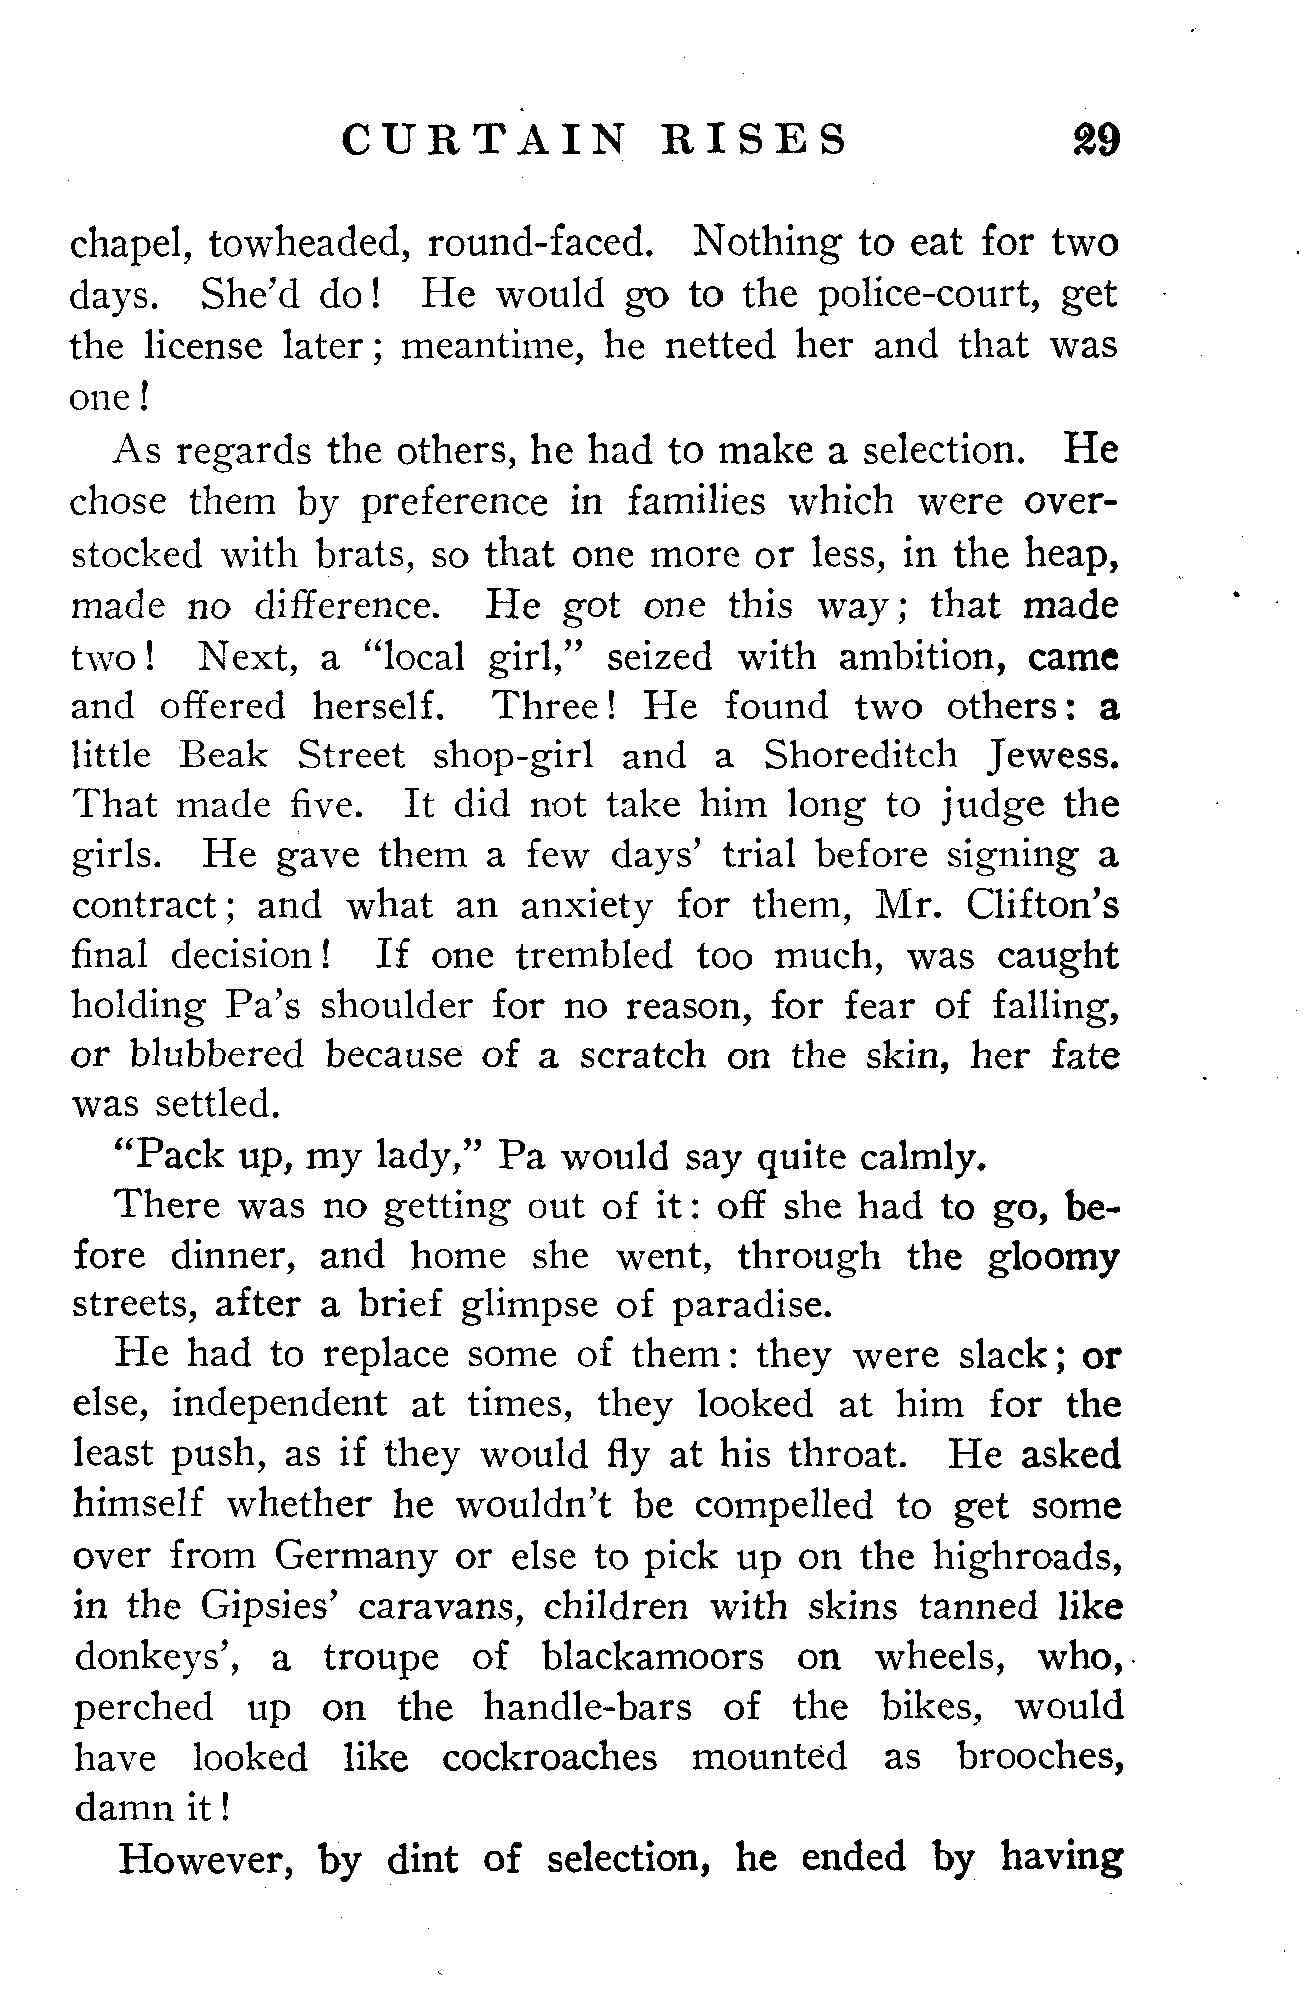 CURTAIN RISES 29
chapel, towheaded, round-faced. Nothing to eat for two
days. She'd do! He would go to the police-court, get
the license later; meantime, he netted her and that was
one!
As regards the others, he had to make a selection. He
chose them by preference in families which were over-
stocked with brats, so that one more or less, in the heap,
made no difference. He got one this way; that made
two! Next, a “local girl,” seized with ambition, came
and offered herself. Three! He found two others: a
little Beak Street shop-girl and a Shoreditch Jewess.
That made five. It did not take him long to judge the
girls. He gave them a few days' trial before signing a
contract; and what an anxiety for them, Mr. Clifton's
final decision! If one trembled too much, was caught
holding Pa's shoulder for no reason, for fear of falling,
or blubbered because of a scratch on the skin, her fate
was settled.
“Pack up, my lady,” Pa would say quite calmly.
There was no getting out of it: off she had to go, be-
fore dinner, and home she went, through the gloomy
streets, after a brief glimpse of paradise.
He had to replace some of them: they were slack; or
else, independent at times, they looked at him for the
least push, as if they would fly at his throat. He asked
himself whether he wouldn't be compelled to get some
over from Germany or else to pick up on the highroads,
in the Gipsies' caravans, children with skins tanned like
donkeys', a troupe of blackamoors on wheels, who,
perched up on the handle-bars of the bikes, would
have looked like cockroaches mounted as brooches,
damn it!
However, by dint of selection, he ended by having